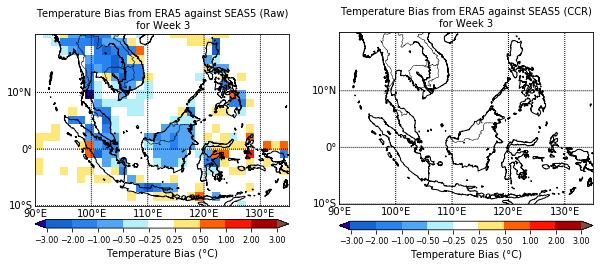 Temperature Bias from ERA5 against SEAS5 (Raw)
for Week 3
10°N
0°
10°S
90°E 100°E 110°E 120°E 130°E
−3.00 −2.00 −1.00 −0.50 −0.25 0.25 0.50 1.00 2.00 3.00
Temperature Bias (°C)
Temperature Bias from ERA5 against SEAS5 (CCR)
for Week 3
10°N
0°
10°S
90°E 100°E 110°E 120°E 130°E
−3.00 −2.00 −1.00 −0.50 −0.25 0.25 0.50 1.00 2.00 3.00
Temperature Bias (°C)